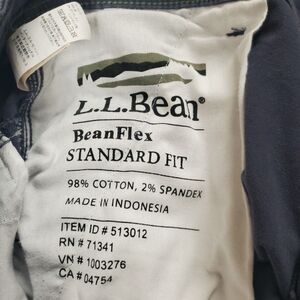 L.L.Bean®
BeanFlex
STANDARD FIT
98% COTTON, 2% SPANDEX
MADE IN INDONESIA
ITEM ID # 513012
RN # 71341
VN # 1003276
CA # 04754